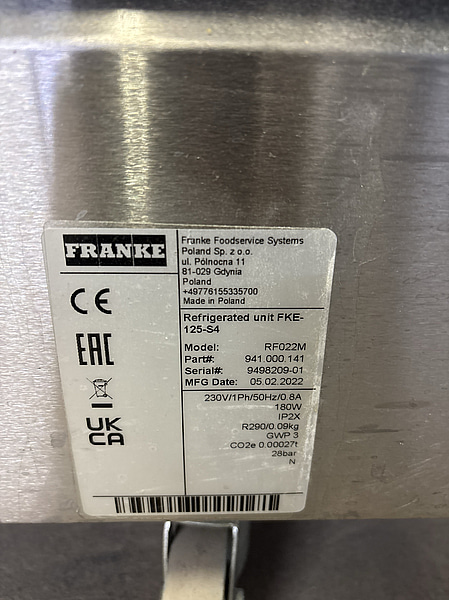 FRANKE
Franke Foodservice Systems
Poland Sp. z o.o.
ul. Północna 11
81-029 Gdynia
Poland
+49776155335700
Made in Poland
CE
EAC
UK
CA
Refrigerated unit FKE-
125-S4
Model: RF022M
Part#: 941.000.141
Serial#: 9498209-01
MFG Date: 05.02.2022
230V/1Ph/50Hz/0.8A
180W
IP2X
R290/0.09kg
GWP 3
CO2e 0.00027t
28bar
N